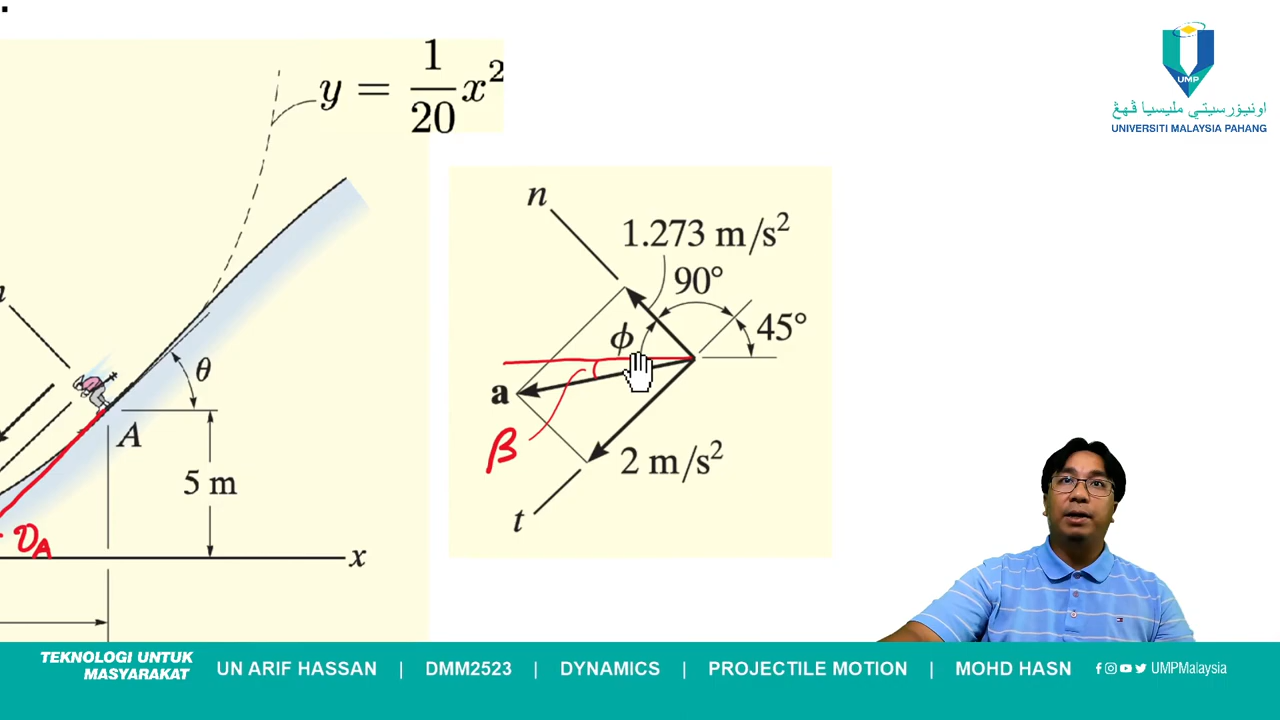 y = 1/20 x²
UMP
اونيۏرسيتي مليسيا ڤهڠ
UNIVERSITI MALAYSIA PAHANG
n
1.273 m/s²
90°
45°
ϕ
a
β
2 m/s²
t
θ
A
5 m
x
v_A
TEKNOLOGI UNTUK
MASYARAKAT
UN ARIF HASSAN | DMM2523 | DYNAMICS | PROJECTILE MOTION | MOHD HASN
UMPMalaysia